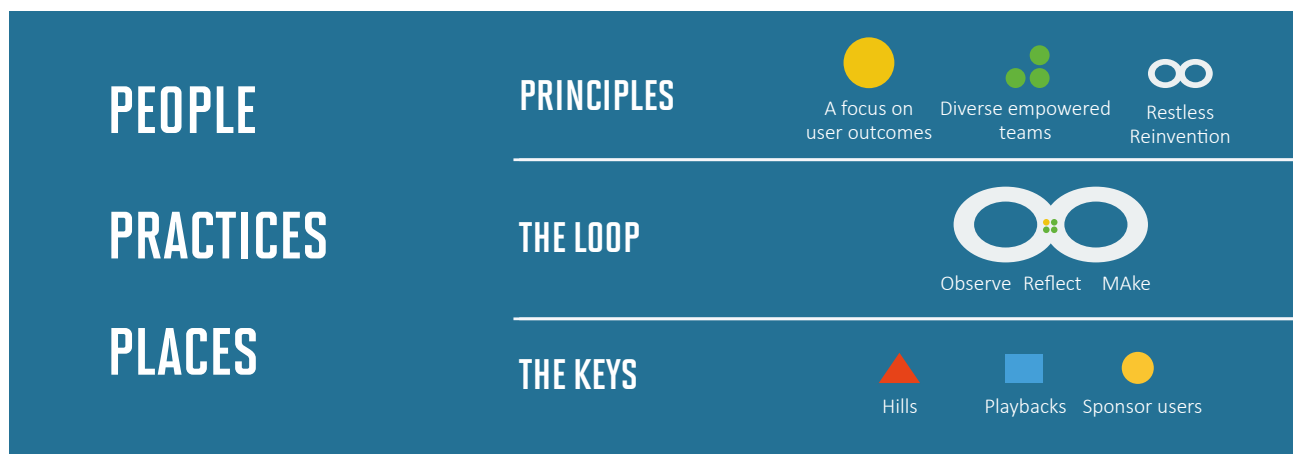 PEOPLE
PRACTICES
PLACES
PRINCIPLES
A focus on
user outcomes
Diverse empowered
teams
Restless
Reinvention
THE LOOP
Observe Reflect MAke
THE KEYS
Hills
Playbacks
Sponsor users